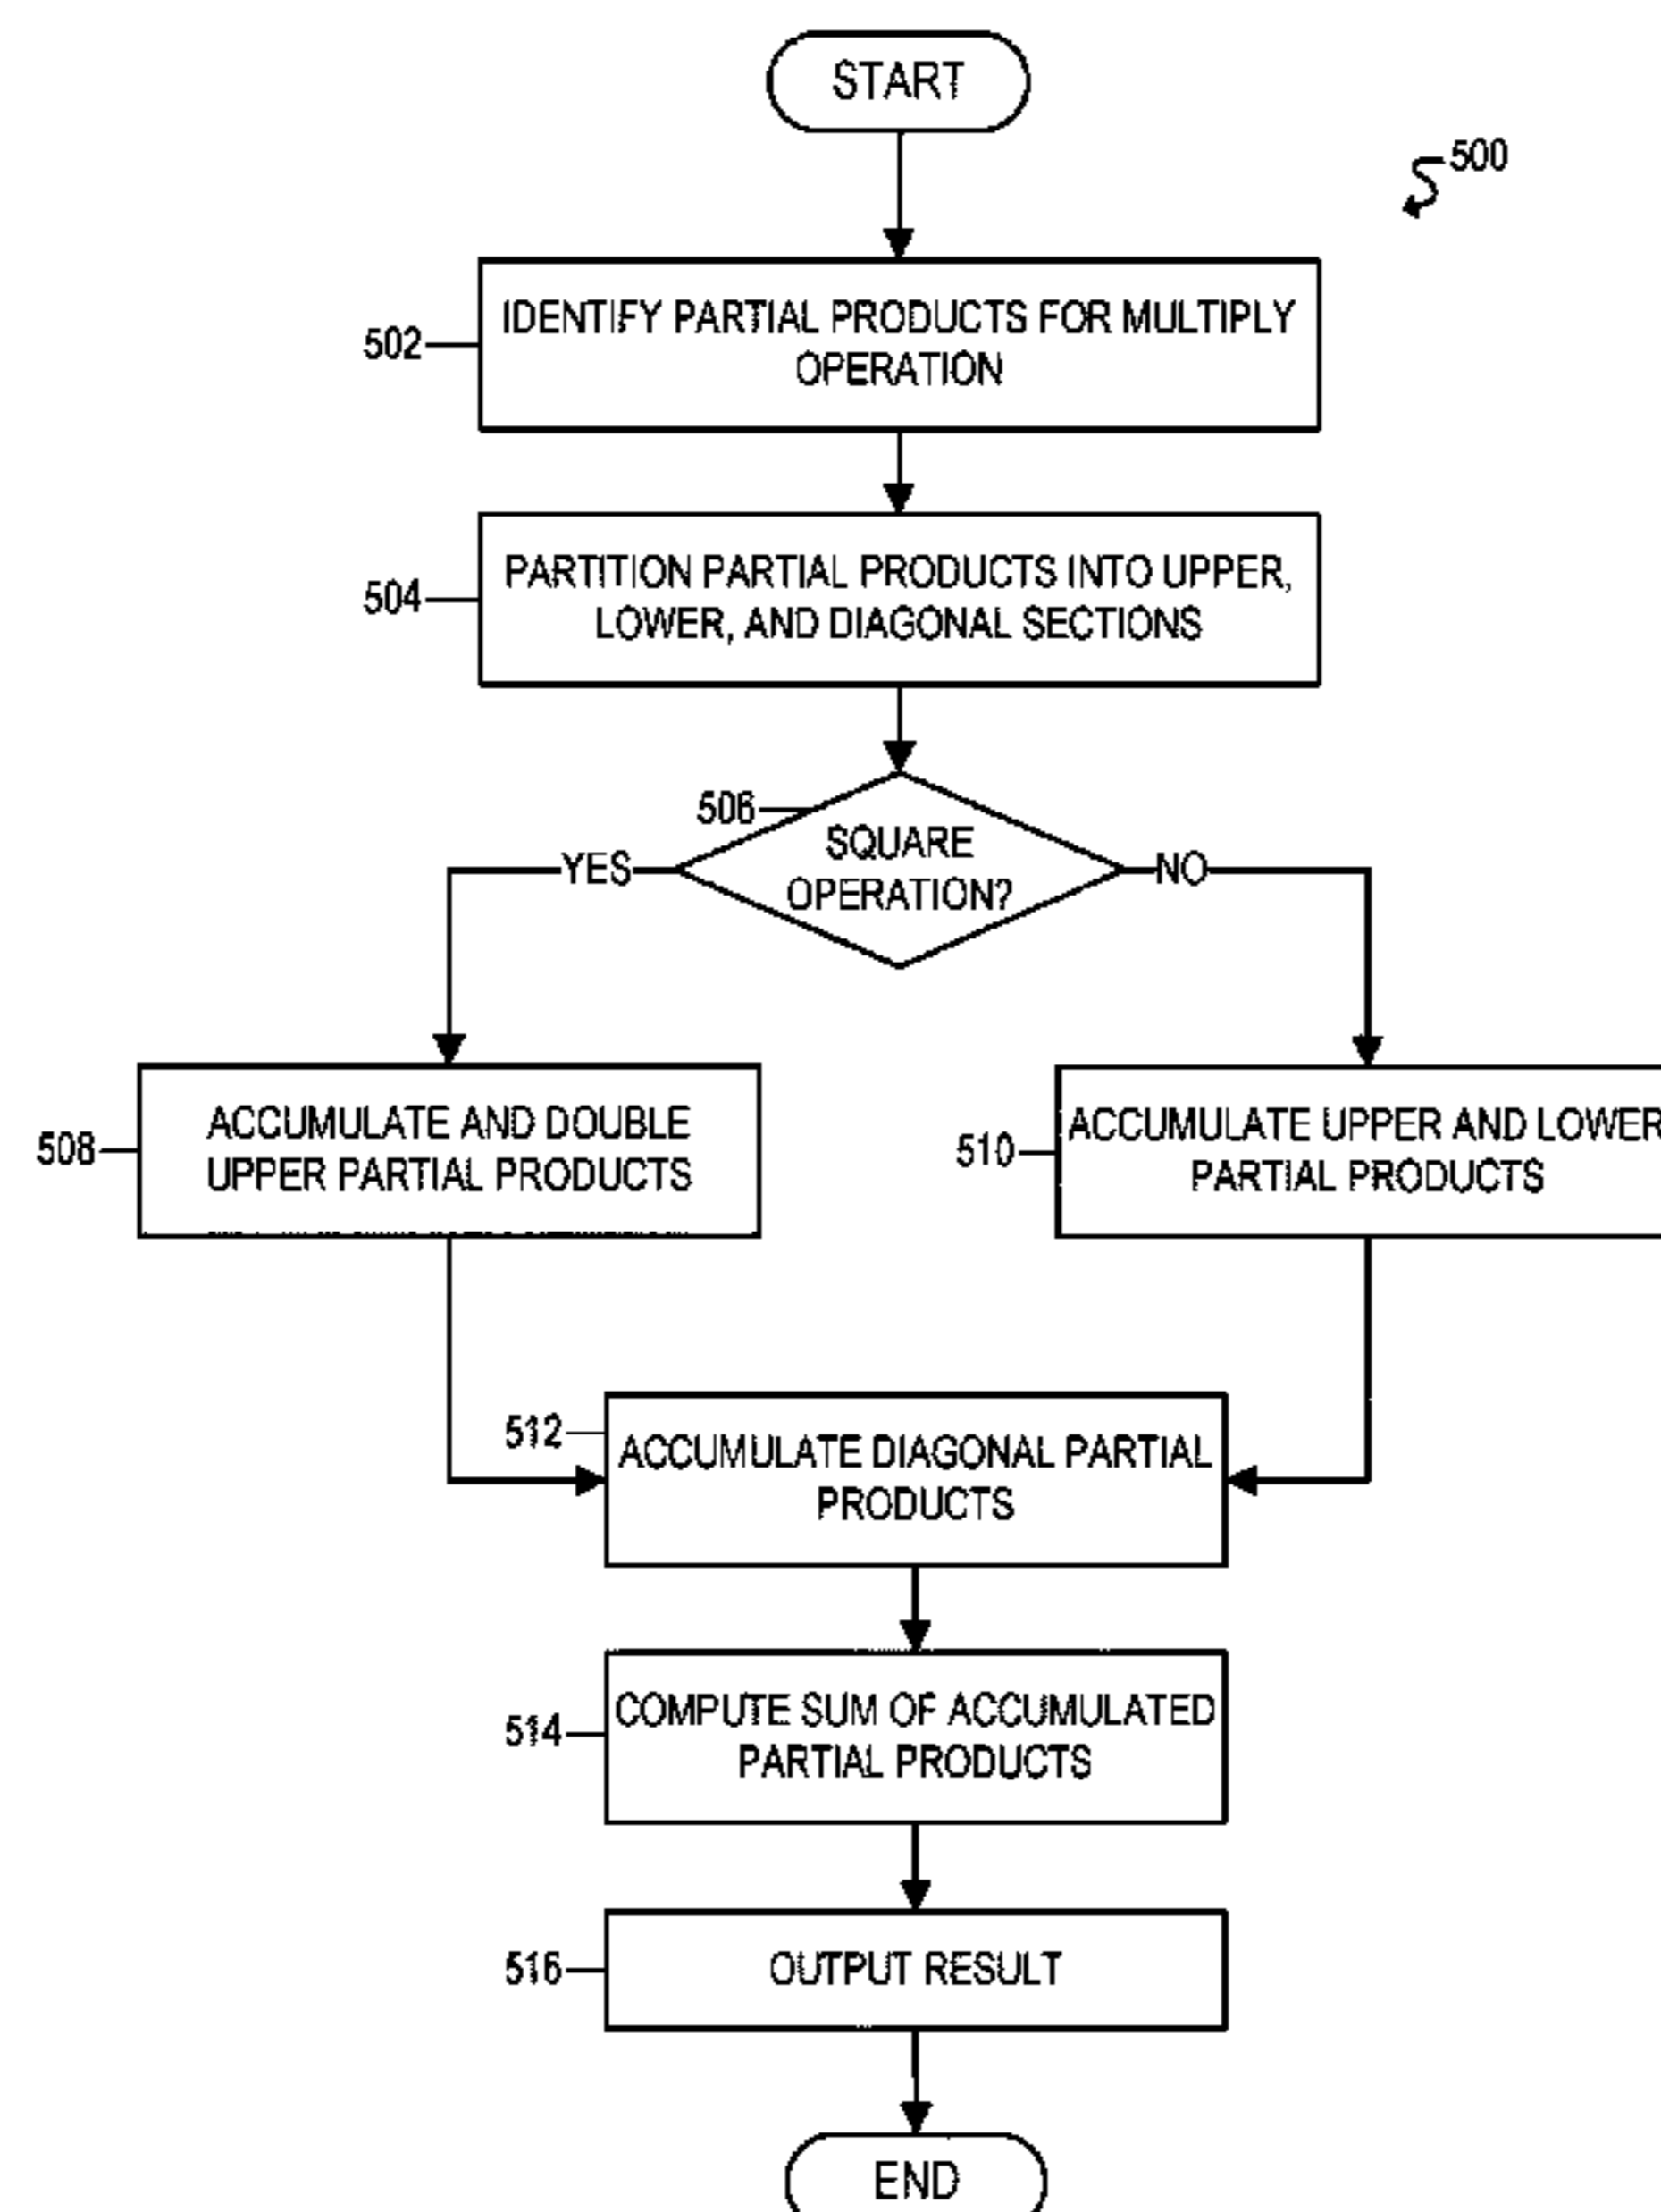 START
500
502
IDENTIFY PARTIAL PRODUCTS FOR MULTIPLY
OPERATION
504
PARTITION PARTIAL PRODUCTS INTO UPPER,
LOWER, AND DIAGONAL SECTIONS
506
SQUARE
OPERATION?
YES
NO
508
ACCUMULATE AND DOUBLE
UPPER PARTIAL PRODUCTS
510
ACCUMULATE UPPER AND LOWER
PARTIAL PRODUCTS
512
ACCUMULATE DIAGONAL PARTIAL
PRODUCTS
514
COMPUTE SUM OF ACCUMULATED
PARTIAL PRODUCTS
516
OUTPUT RESULT
END